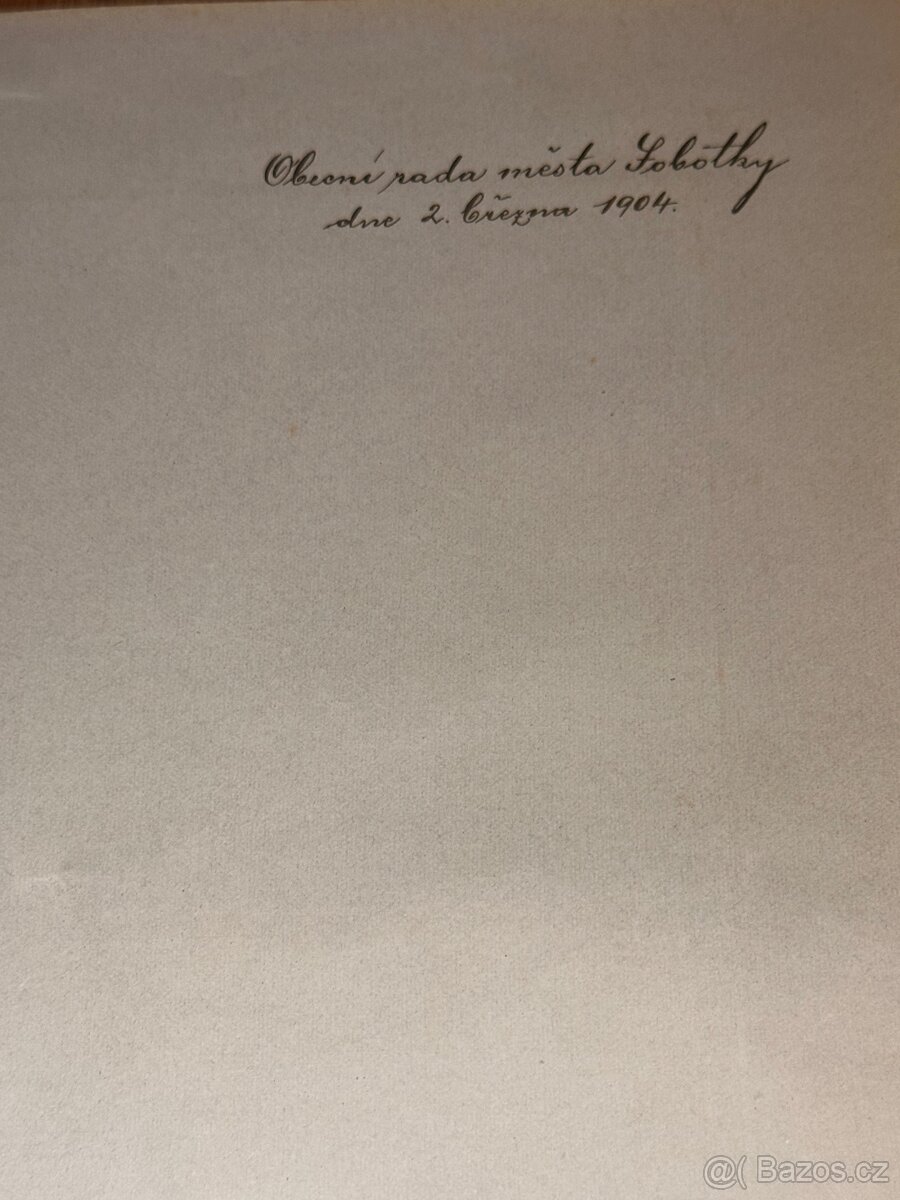 Obecní rada města Sobotky
dne 2. března 1904.
@( Bazos.cz